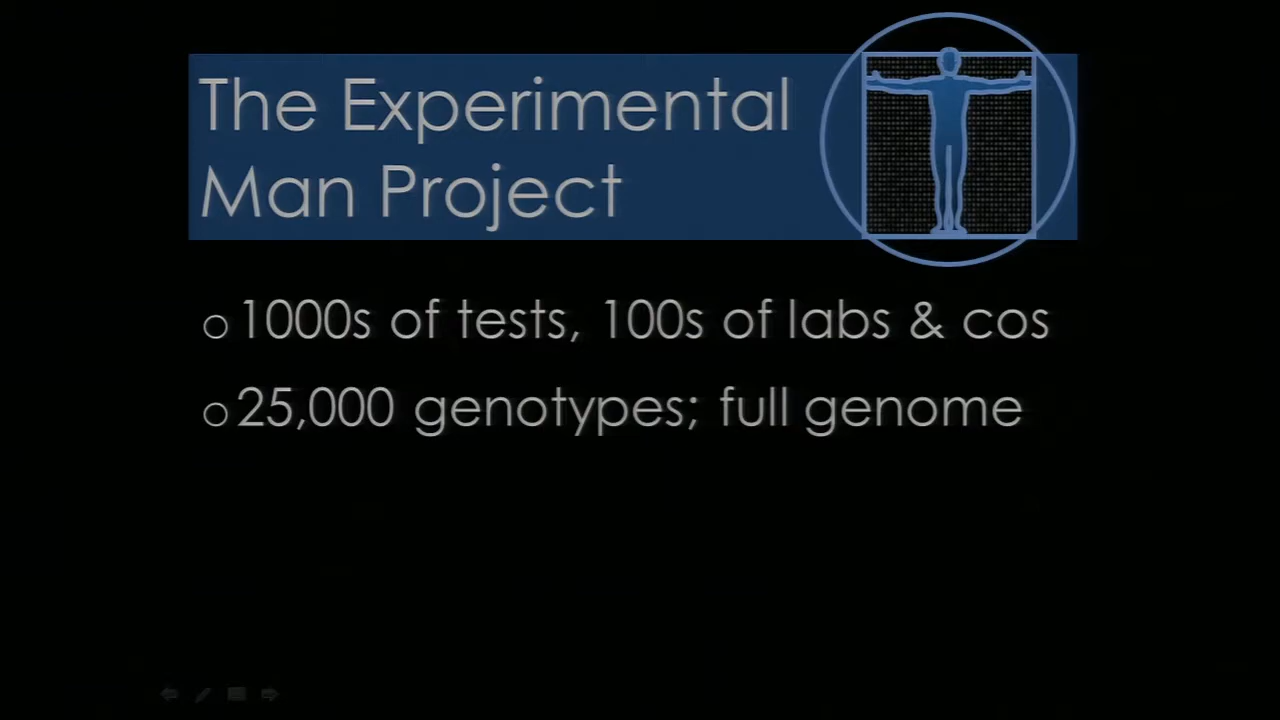 The Experimental
Man Project
o 1000s of tests, 100s of labs & cos
o 25,000 genotypes; full genome